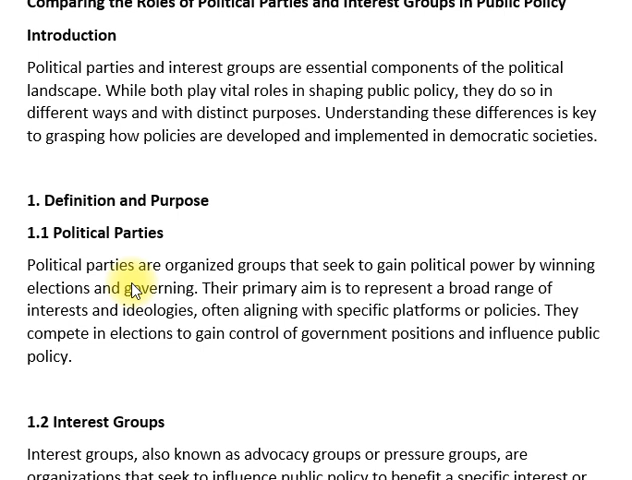 Comparing the Roles of Political Parties and Interest Groups in Public Policy
Introduction
Political parties and interest groups are essential components of the political
landscape. While both play vital roles in shaping public policy, they do so in
different ways and with distinct purposes. Understanding these differences is key
to grasping how policies are developed and implemented in democratic societies.
1. Definition and Purpose
1.1 Political Parties
Political parties are organized groups that seek to gain political power by winning
elections and governing. Their primary aim is to represent a broad range of
interests and ideologies, often aligning with specific platforms or policies. They
compete in elections to gain control of government positions and influence public
policy.
1.2 Interest Groups
Interest groups, also known as advocacy groups or pressure groups, are
organizations that seek to influence public policy to benefit a specific interest or